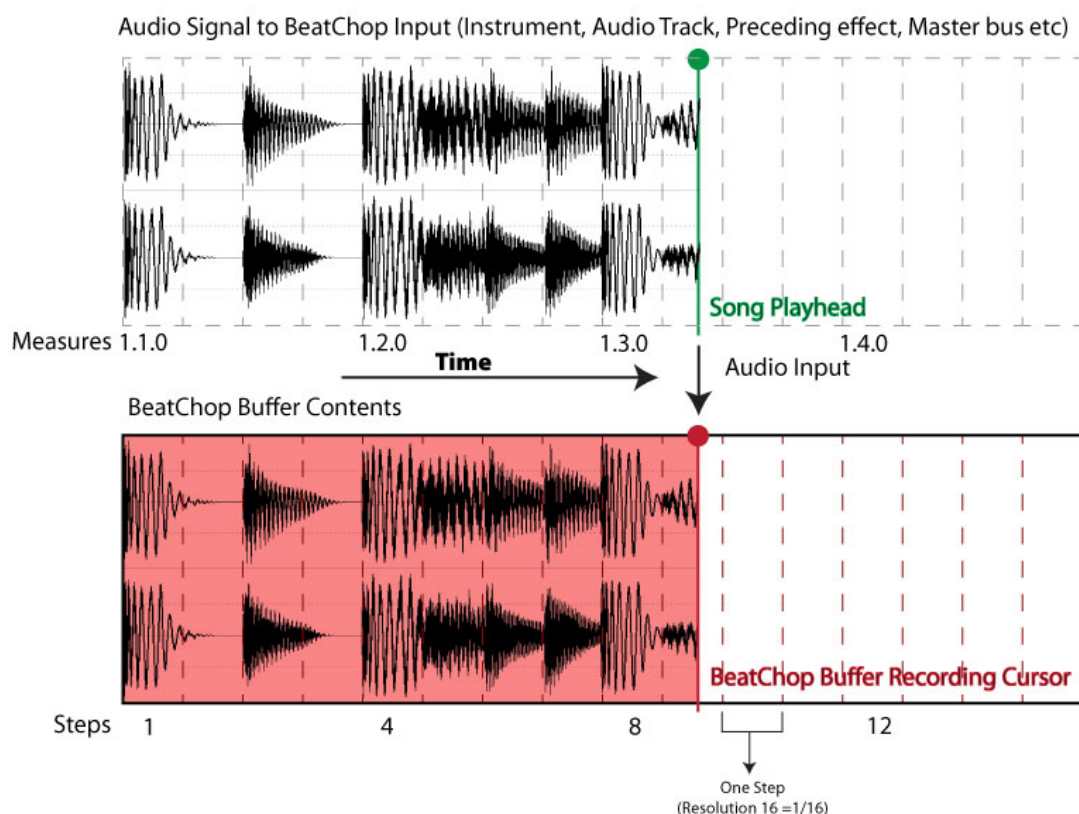 Audio Signal to BeatChop Input (Instrument, Audio Track, Preceding effect, Master bus etc)
Song Playhead
Measures 1.1.0 1.2.0 1.3.0 1.4.0
Time
Audio Input
BeatChop Buffer Contents
BeatChop Buffer Recording Cursor
Steps 1 4 8 12
One Step
(Resolution 16 =1/16)